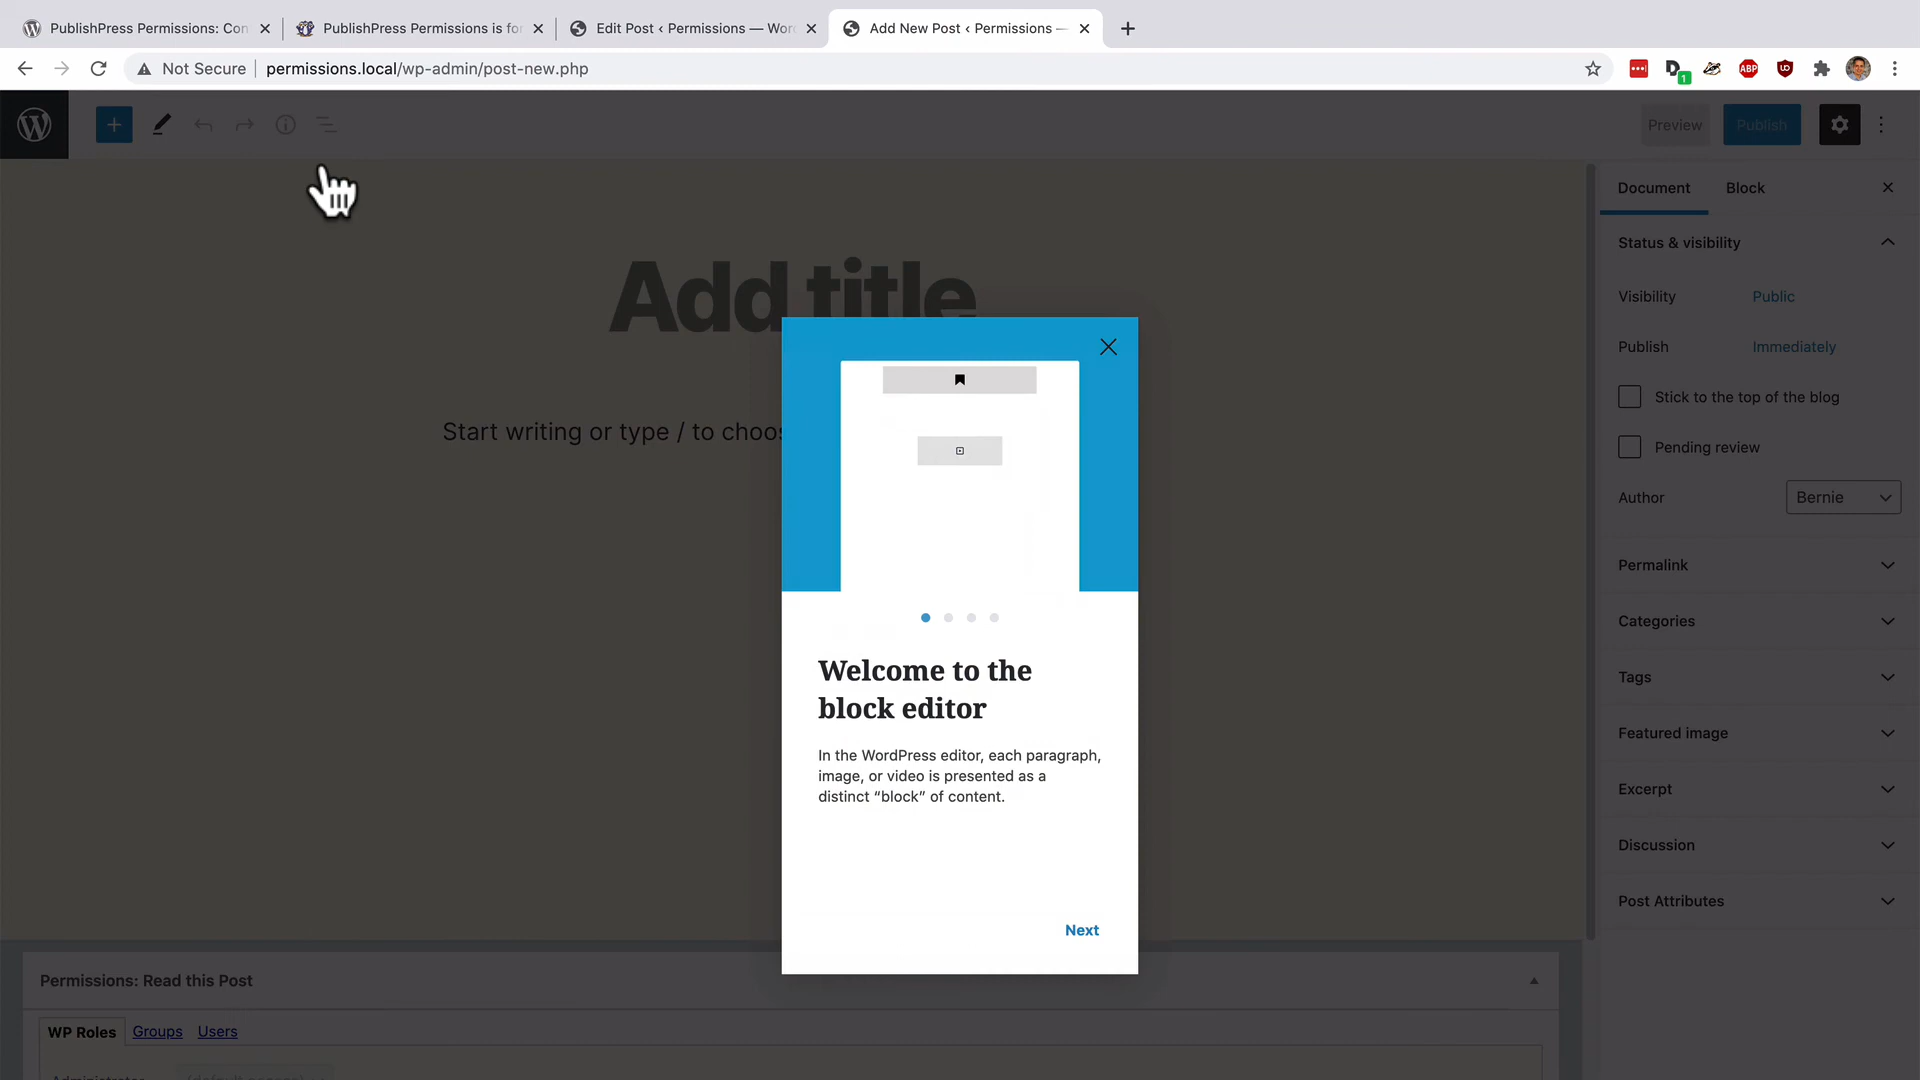 PublishPress Permissions: Con
PublishPress Permissions is for
Edit Post ‹ Permissions — Wor
Add New Post ‹ Permissions —
Not Secure
permissions.local/wp-admin/post-new.php
ABP
1
Preview
Publish
Document
Block
Status & visibility
Visibility
Public
Publish
Immediately
Stick to the top of the blog
Pending review
Author
Bernie
Permalink
Categories
Tags
Featured image
Excerpt
Discussion
Post Attributes
Add title
Start writing or type / to choos
Welcome to the
block editor
In the WordPress editor, each paragraph,
image, or video is presented as a
distinct “block” of content.
Next
Permissions: Read this Post
WP Roles
Groups
Users